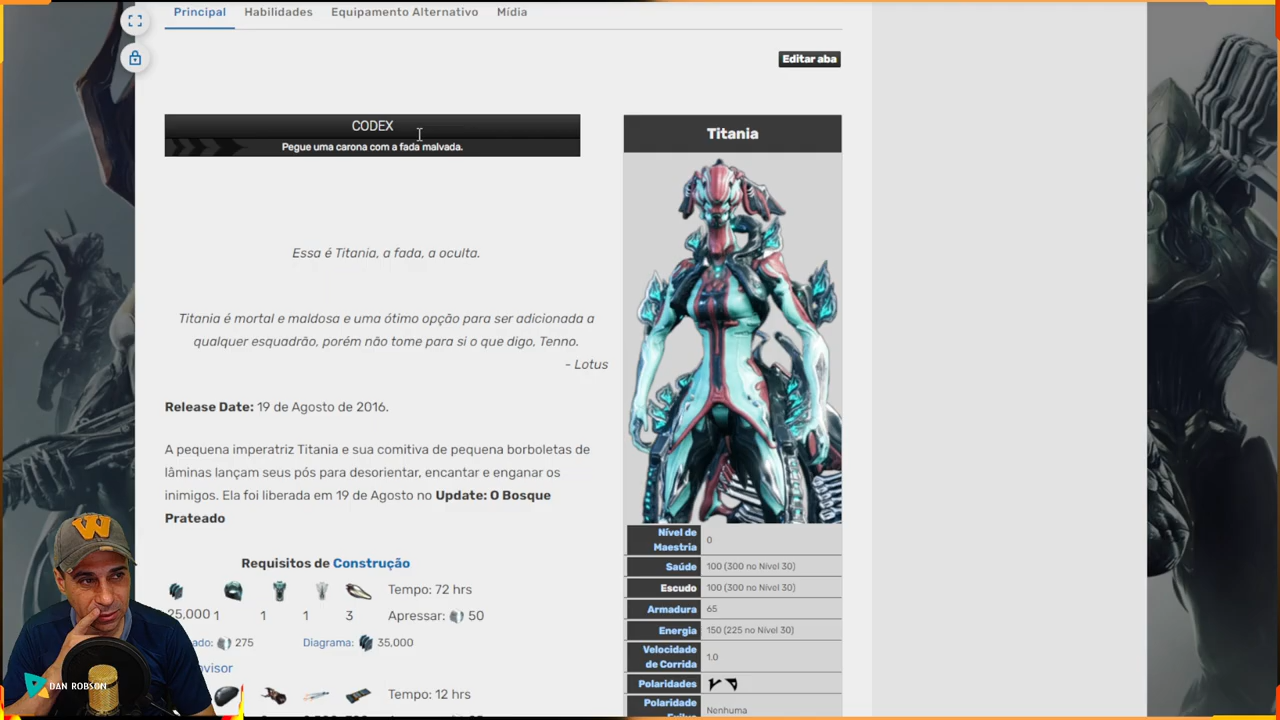 Principal Habilidades Equipamento Alternativo Mídia
Editar aba
CODEX
Pegue uma carona com a fada malvada.
Essa é Titania, a fada, a oculta.
Titania é mortal e maldosa e uma ótimo opção para ser adicionada a
qualquer esquadrão, porém não tome para si o que digo, Tenno.
- Lotus
Release Date: 19 de Agosto de 2016.
A pequena imperatriz Titania e sua comitiva de pequena borboletas de
lâminas lançam seus pós para desorientar, encantar e enganar os
inimigos. Ela foi liberada em 19 de Agosto no Update: O Bosque
Prateado
Requisitos de Construção
Tempo: 72 hrs
25,000 1 1 1 3 Apressar: 50
ado: 275 Diagrama: 35,000
visor
Tempo: 12 hrs
Titania
Nível de
Maestria 0
Saúde 100 (300 no Nível 30)
Escudo 100 (300 no Nível 30)
Armadura 65
Energia 150 (225 no Nível 30)
Velocidade
de Corrida 1.0
Polaridades
Polaridade
Nenhuma
W
DAN ROBSON